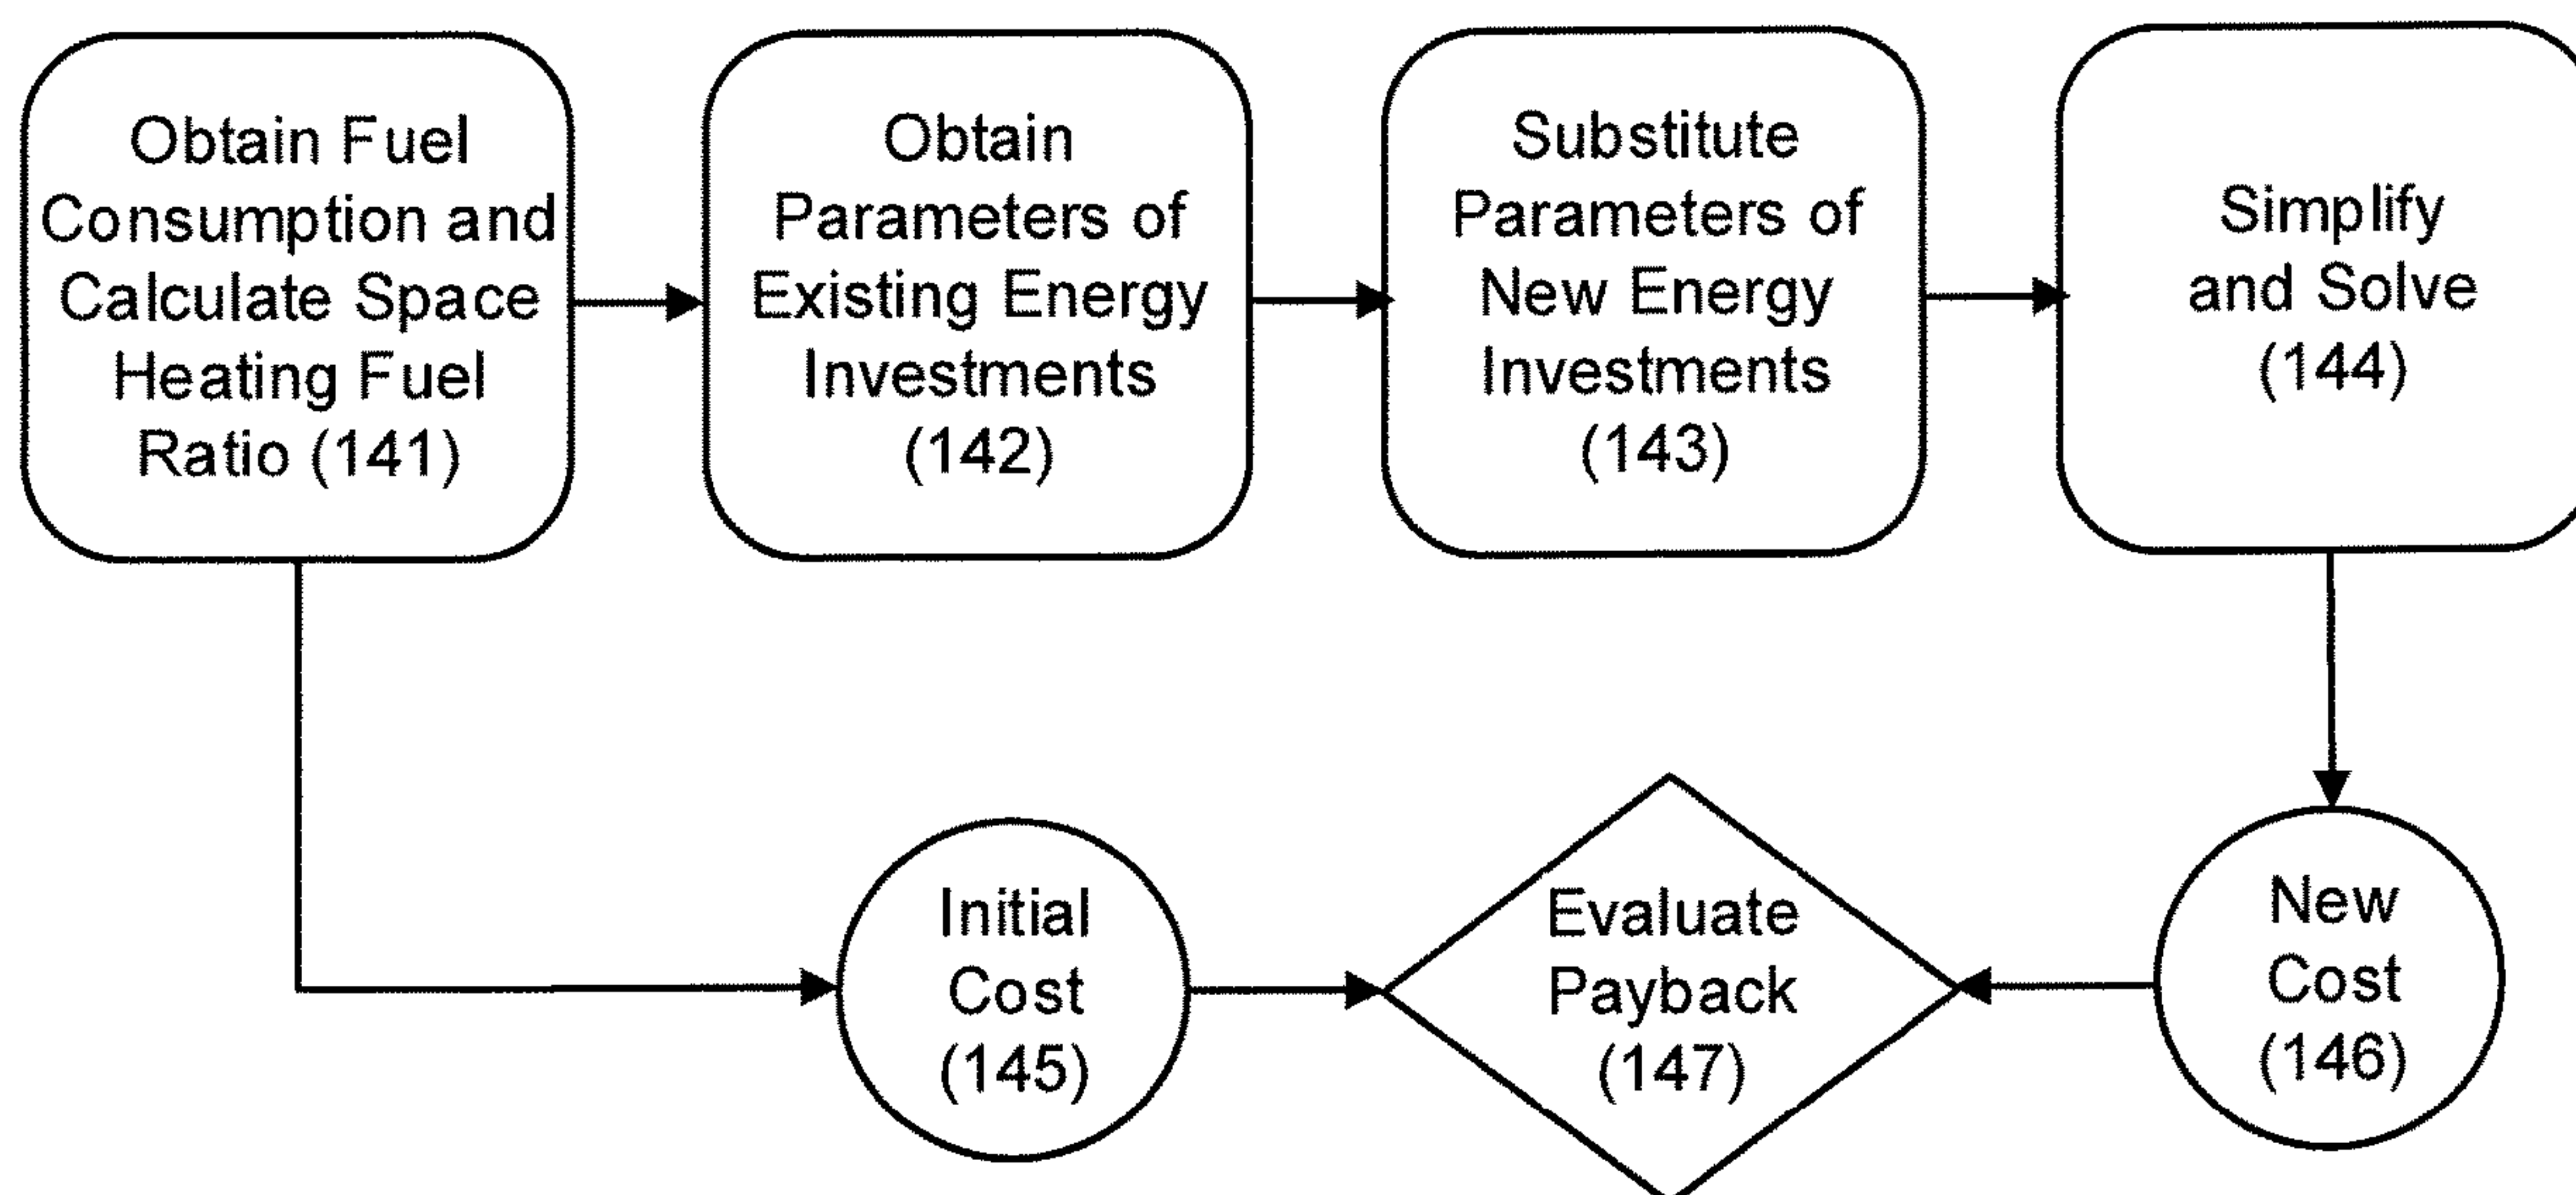 Obtain Fuel
Consumption and
Calculate Space
Heating Fuel
Ratio (141)
Obtain
Parameters of
Existing Energy
Investments
(142)
Substitute
Parameters of
New Energy
Investments
(143)
Simplify
and Solve
(144)
Initial
Cost
(145)
Evaluate
Payback
(147)
New
Cost
(146)